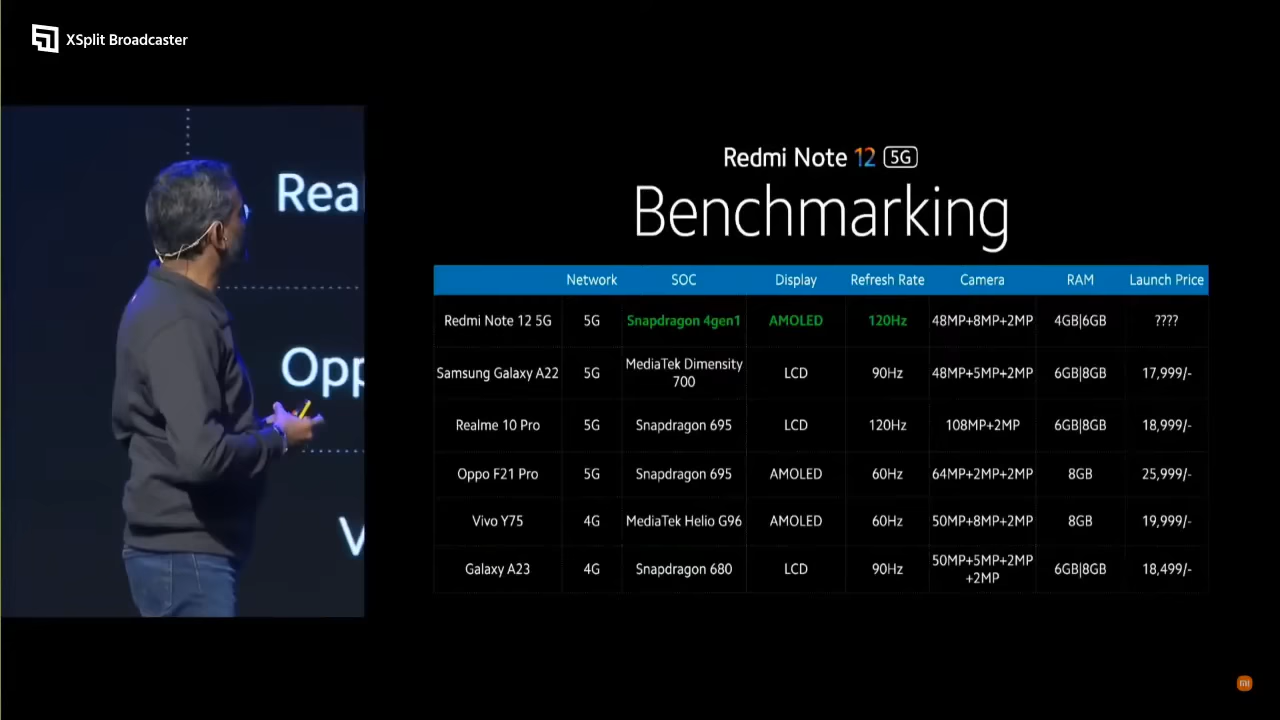 XSplit Broadcaster
Rea
Opp
V
Redmi Note 12 5G
Benchmarking
Network SOC Display Refresh Rate Camera RAM Launch Price
Redmi Note 12 5G 5G Snapdragon 4gen1 AMOLED 120Hz 48MP+8MP+2MP 4GB|6GB ????
Samsung Galaxy A22 5G MediaTek Dimensity
700 LCD 90Hz 48MP+5MP+2MP 6GB|8GB 17,999/-
Realme 10 Pro 5G Snapdragon 695 LCD 120Hz 108MP+2MP 6GB|8GB 18,999/-
Oppo F21 Pro 5G Snapdragon 695 AMOLED 60Hz 64MP+2MP+2MP 8GB 25,999/-
Vivo Y75 4G MediaTek Helio G96 AMOLED 60Hz 50MP+8MP+2MP 8GB 19,999/-
Galaxy A23 4G Snapdragon 680 LCD 90Hz 50MP+5MP+2MP
+2MP 6GB|8GB 18,499/-
mi